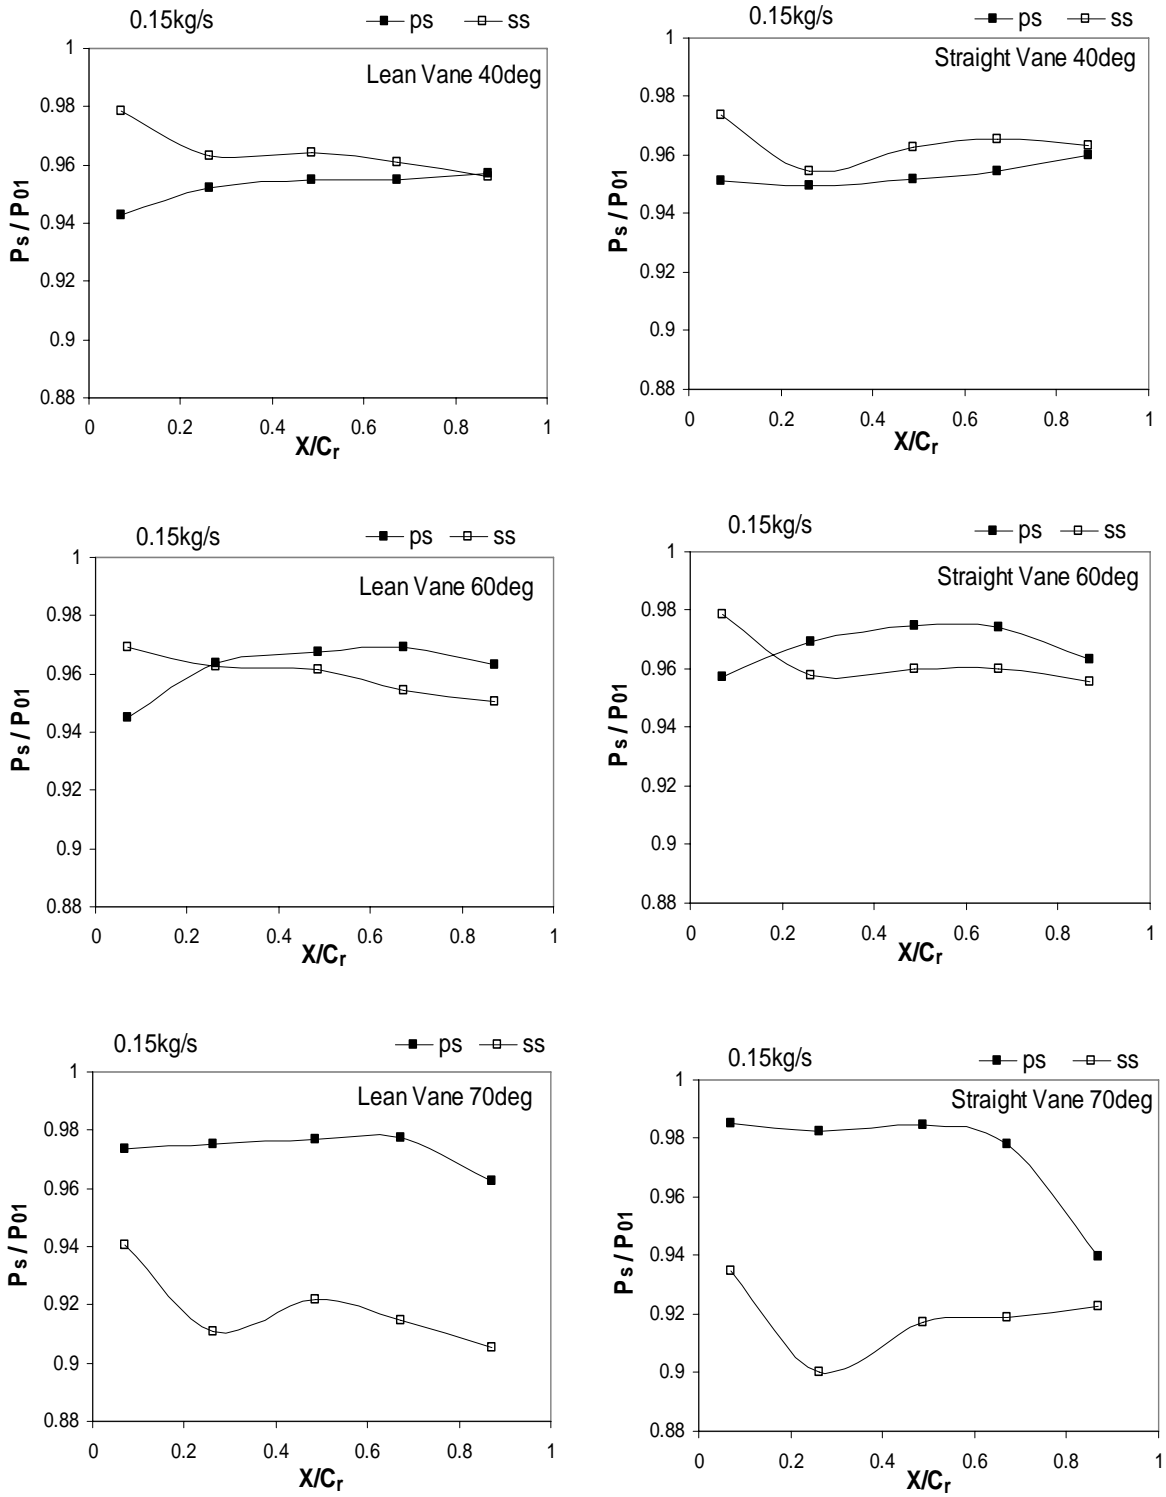 0.15kg/s ps ss
Lean Vane 40deg
1
0.98
0.96
0.94
0.92
0.9
0.88
Ps / P01
0 0.2 0.4 0.6 0.8 1
X/Cr
0.15kg/s ps ss
Straight Vane 40deg
1
0.98
0.96
0.94
0.92
0.9
0.88
Ps / P01
0 0.2 0.4 0.6 0.8 1
X/Cr
0.15kg/s ps ss
Lean Vane 60deg
1
0.98
0.96
0.94
0.92
0.9
0.88
Ps / P01
0 0.2 0.4 0.6 0.8 1
X/Cr
0.15kg/s ps ss
Straight Vane 60deg
1
0.98
0.96
0.94
0.92
0.9
0.88
Ps / P01
0 0.2 0.4 0.6 0.8 1
X/Cr
0.15kg/s ps ss
Lean Vane 70deg
1
0.98
0.96
0.94
0.92
0.9
0.88
Ps / P01
0 0.2 0.4 0.6 0.8 1
X/Cr
0.15kg/s ps ss
Straight Vane 70deg
1
0.98
0.96
0.94
0.92
0.9
0.88
Ps / P01
0 0.2 0.4 0.6 0.8 1
X/Cr